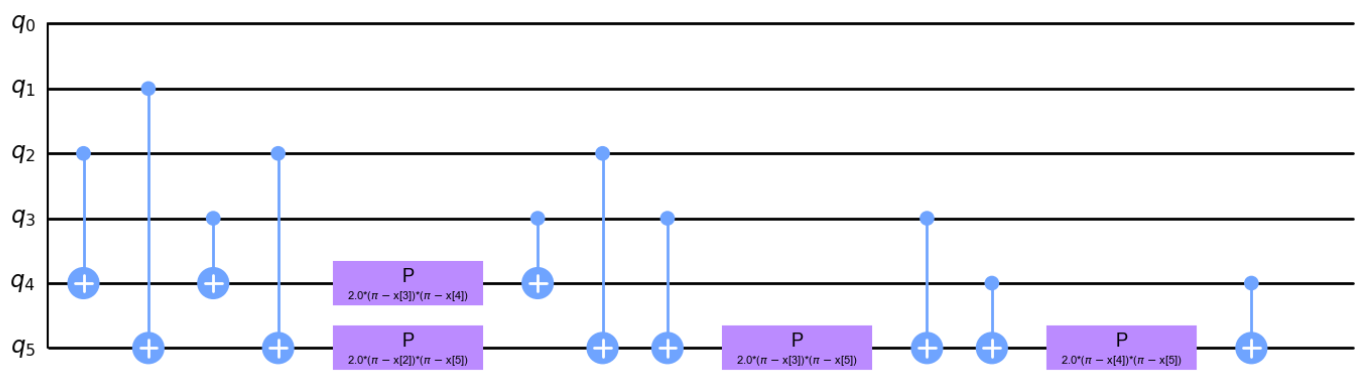 q0
q1
q2
q3
q4
P
2.0*(π − x[3])*(π − x[4])
q5
P
2.0*(π − x[2])*(π − x[5])
P
2.0*(π − x[3])*(π − x[5])
P
2.0*(π − x[4])*(π − x[5])